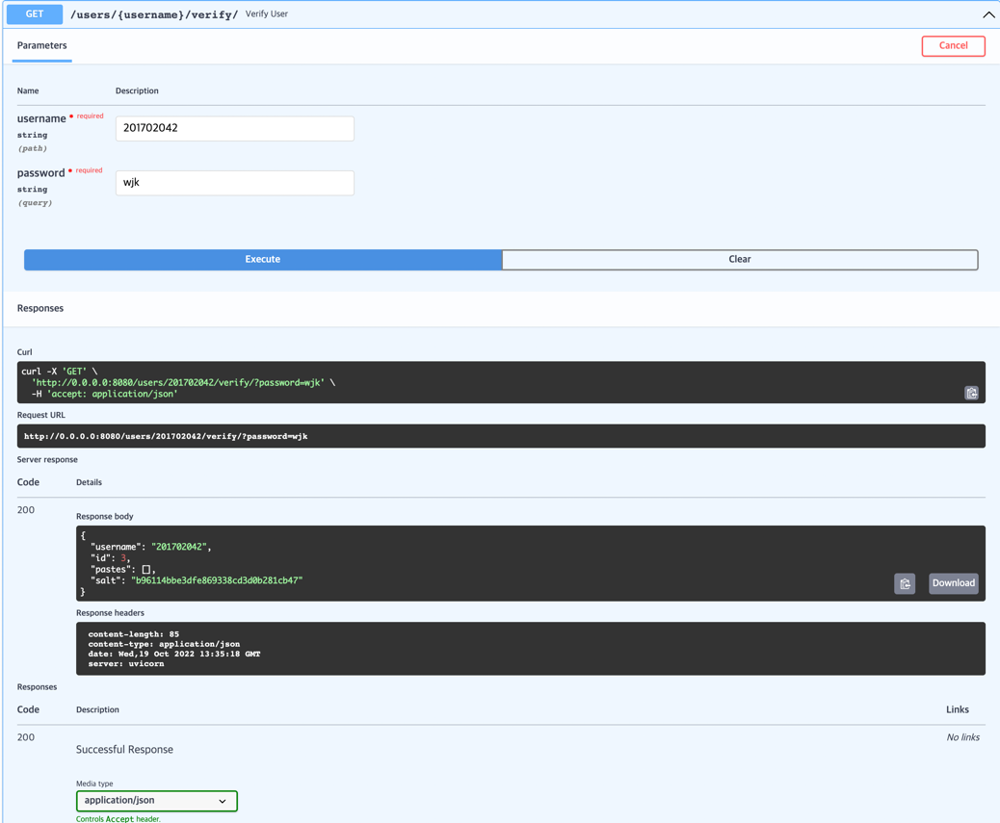 GET /users/{username}/verify/ Verify User
Parameters
Cancel
Name Description
username * required
string
(path)
201702042
password * required
string
(query)
wjk
Execute Clear
Responses
Curl
curl -X 'GET' \
'http://0.0.0.0:8080/users/201702042/verify/?password=wjk' \
-H 'accept: application/json'
Request URL
http://0.0.0.0:8080/users/201702042/verify/?password=wjk
Server response
Code Details
200
Response body
{
"username": "201702042",
"id": 3,
"pastes": [],
"salt": "b96114bbe3dfe869338cd3d0b281cb47"
}
Download
Response headers
content-length: 85
content-type: application/json
date: Wed,19 Oct 2022 13:35:18 GMT
server: uvicorn
Responses
Code Description Links
200
Successful Response
No links
Media type
application/json
Controls Accept header.